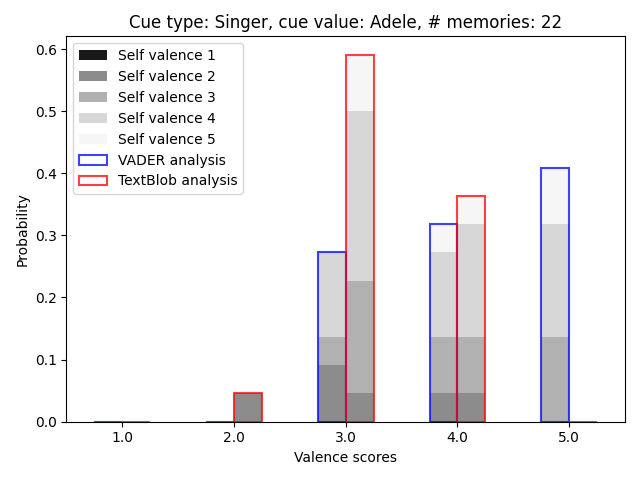 Cue type: Singer, cue value: Adele, # memories: 22
Self valence 1
Self valence 2
Self valence 3
Self valence 4
Self valence 5
VADER analysis
TextBlob analysis
0.6
0.5
0.4
0.3
0.2
0.1
0.0
Probability
1.0 2.0 3.0 4.0 5.0
Valence scores